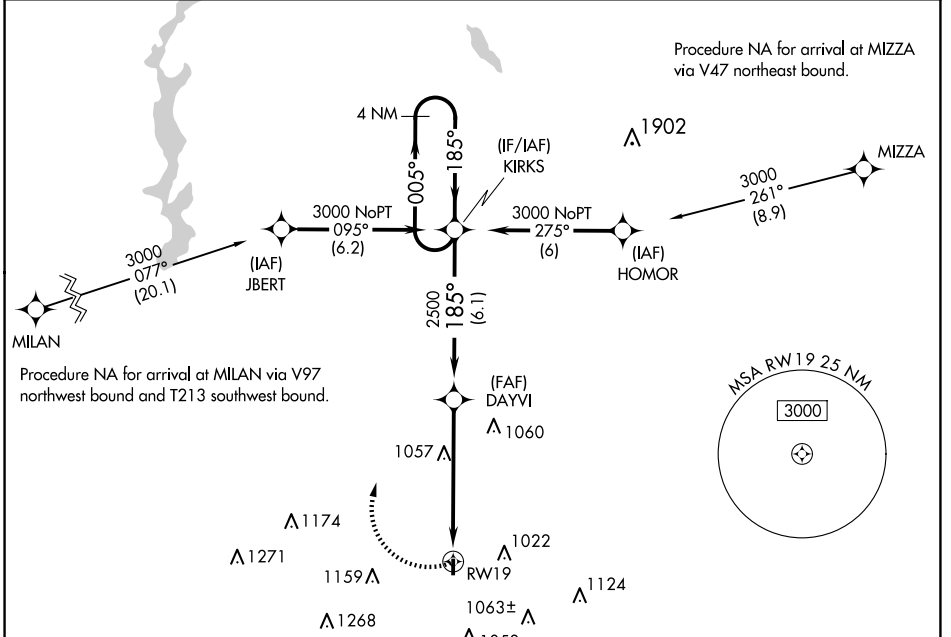 Procedure NA for arrival at MIZZA
via V47 northeast bound.
4 NM
1902
(IF/IAF)
KIRKS
MIZZA
005°
185°
3000
261°
(8.9)
3000 NoPT
095°
(6.2)
3000 NoPT
275°
(6)
(IAF)
JBERT
(IAF)
HOMOR
3000
077°
(20.1)
MILAN
2500
185°
(6.1)
Procedure NA for arrival at MILAN via V97
northwest bound and T213 southwest bound.
(FAF)
DAYVI
MSA RW19 25 NM
3000
1060
1057
1174
1271
1022
RW19
1159
1124
1063±
1268